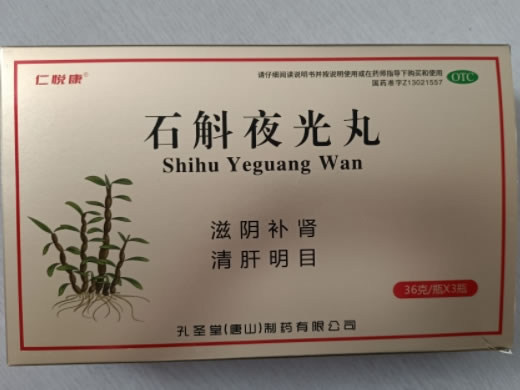 仁悦康®
请仔细阅读说明书并按说明使用或在药师指导下购买和使用
国药准字Z13021557
OTC
石斛夜光丸
Shihu Yeguang Wan
滋阴补肾
清肝明目
36克/瓶X3瓶
孔圣堂(唐山)制药有限公司